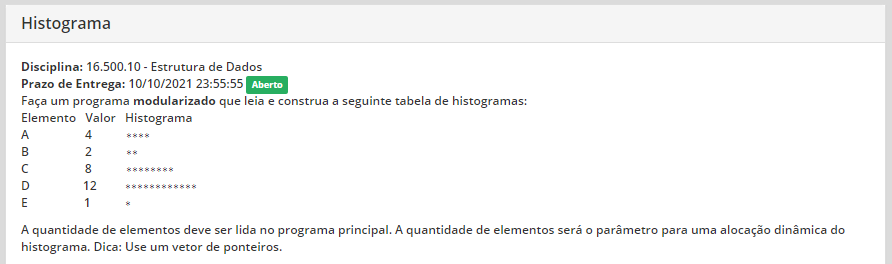 Histograma
Disciplina: 16.500.10 - Estrutura de Dados
Prazo de Entrega: 10/10/2021 23:55:55 Aberto
Faça um programa modularizado que leia e construa a seguinte tabela de histogramas:
Elemento Valor Histograma
A 4 ****
B 2 **
C 8 ********
D 12 ************
E 1 *
A quantidade de elementos deve ser lida no programa principal. A quantidade de elementos será o parâmetro para uma alocação dinâmica do
histograma. Dica: Use um vetor de ponteiros.